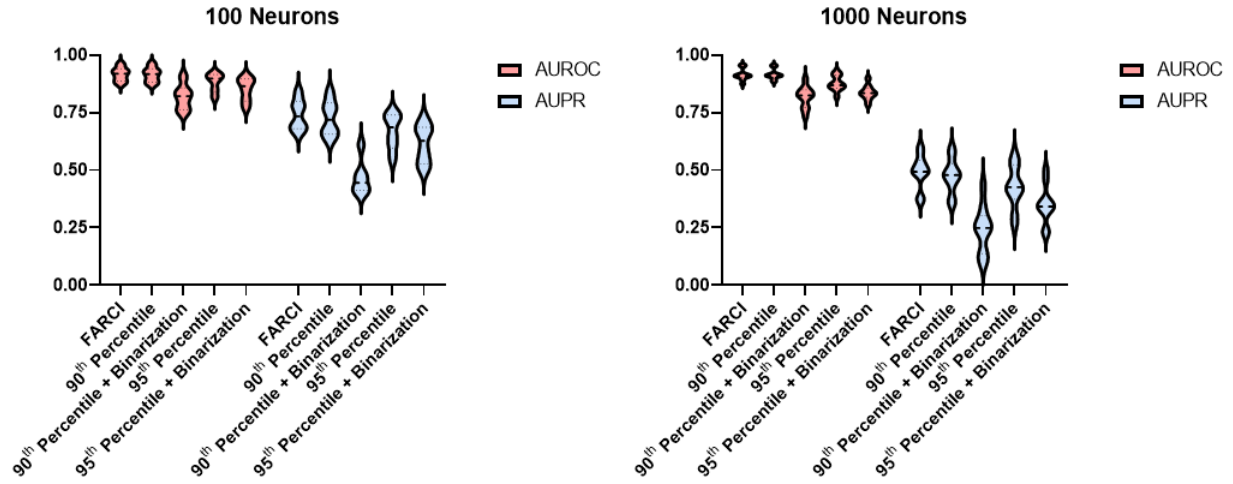 100 Neurons
1.00
0.75
0.50
0.25
0.00
FARCI
90th Percentile
90th Percentile + Binarization
95th Percentile
95th Percentile + Binarization
FARCI
90th Percentile
90th Percentile + Binarization
95th Percentile
95th Percentile + Binarization
AUROC
AUPR
1000 Neurons
1.00
0.75
0.50
0.25
0.00
FARCI
90th Percentile
90th Percentile + Binarization
95th Percentile
95th Percentile + Binarization
FARCI
90th Percentile
90th Percentile + Binarization
95th Percentile
95th Percentile + Binarization
AUROC
AUPR